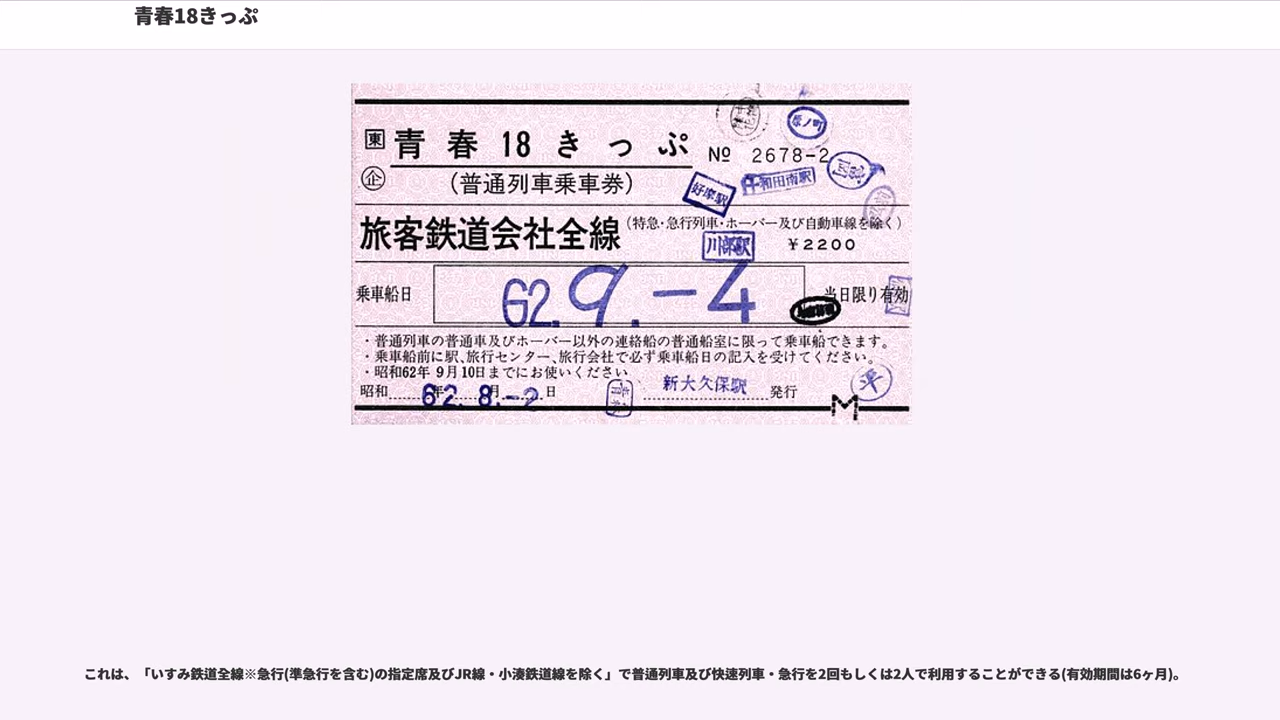 青春18きっぷ
東 青春18きっぷ
№ 2678-2
企 (普通列車乗車券)
原ノ町
好摩駅
十和田南駅
旅客鉄道会社全線 (特急・急行列車・ホーバー及び自動車線を除く)
川部駅
¥2200
乗車船日 62.9.-4 当日限り有効
・普通列車の普通車及びホーバー以外の連絡船の普通船室に限って乗車船できます。
・乗車船前に駅、旅行センター、旅行会社で必ず乗車船日の記入を受けてください。
・昭和62年 9月10日までにお使いください
昭和 62年 8.月-2日 新大久保駅 発行
M
これは、「いすみ鉄道全線※急行(準急行を含む)の指定席及びJR線・小湊鉄道線を除く」で普通列車及び快速列車・急行を2回もしくは2人で利用することができる(有効期間は6ヶ月)。